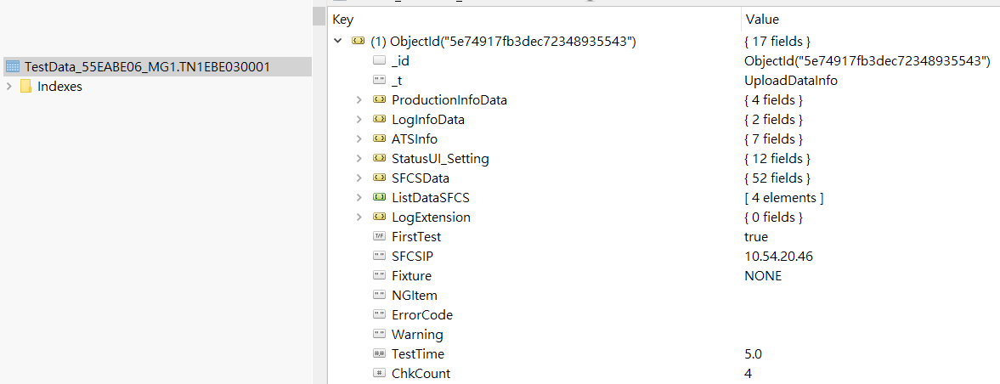 Key Value
(1) ObjectId("5e74917fb3dec72348935543") { 17 fields }
_id ObjectId("5e74917fb3dec72348935543")
TestData_55EABE06_MG1.TN1EBE030001
_t UploadDataInfo
Indexes
ProductionInfoData { 4 fields }
LogInfoData { 2 fields }
ATSInfo { 7 fields }
StatusUI_Setting { 12 fields }
SFCSData { 52 fields }
ListDataSFCS [ 4 elements ]
LogExtension { 0 fields }
T/F FirstTest true
"" SFCSIP 10.54.20.46
"" Fixture NONE
"" NGItem
"" ErrorCode
"" Warning
#.# TestTime 5.0
# ChkCount 4